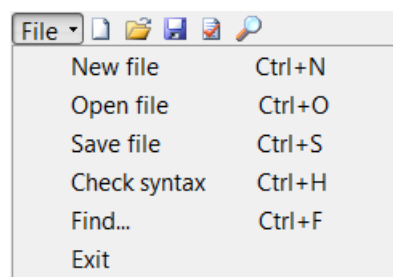 File
New file Ctrl+N
Open file Ctrl+O
Save file Ctrl+S
Check syntax Ctrl+H
Find... Ctrl+F
Exit